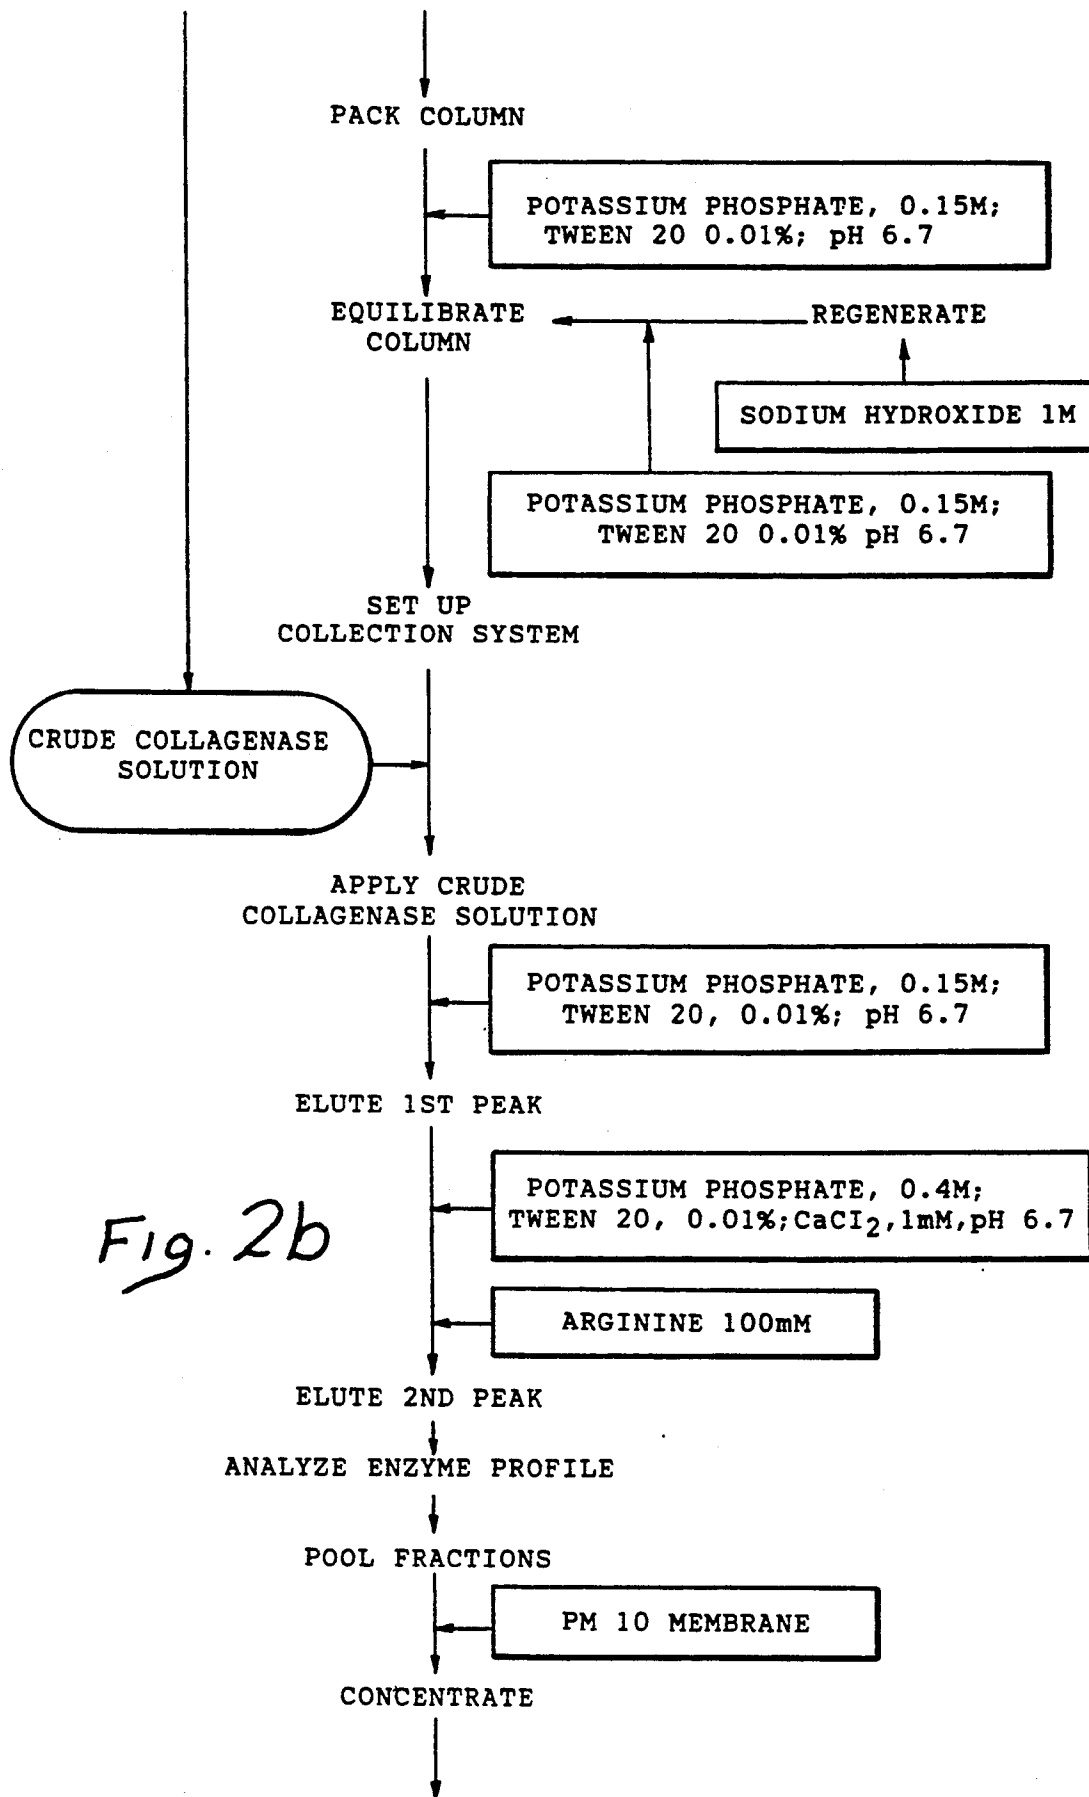 PACK COLUMN
POTASSIUM PHOSPHATE, 0.15M;
TWEEN 20 0.01%; pH 6.7
EQUILIBRATE
COLUMN
REGENERATE
SODIUM HYDROXIDE 1M
POTASSIUM PHOSPHATE, 0.15M;
TWEEN 20 0.01% pH 6.7
SET UP
COLLECTION SYSTEM
CRUDE COLLAGENASE
SOLUTION
APPLY CRUDE
COLLAGENASE SOLUTION
POTASSIUM PHOSPHATE, 0.15M;
TWEEN 20, 0.01%; pH 6.7
ELUTE 1ST PEAK
POTASSIUM PHOSPHATE, 0.4M;
TWEEN 20, 0.01%;CaCI2,1mM,pH 6.7
Fig. 2b
ARGININE 100mM
ELUTE 2ND PEAK
ANALYZE ENZYME PROFILE
POOL FRACTIONS
PM 10 MEMBRANE
CONCENTRATE